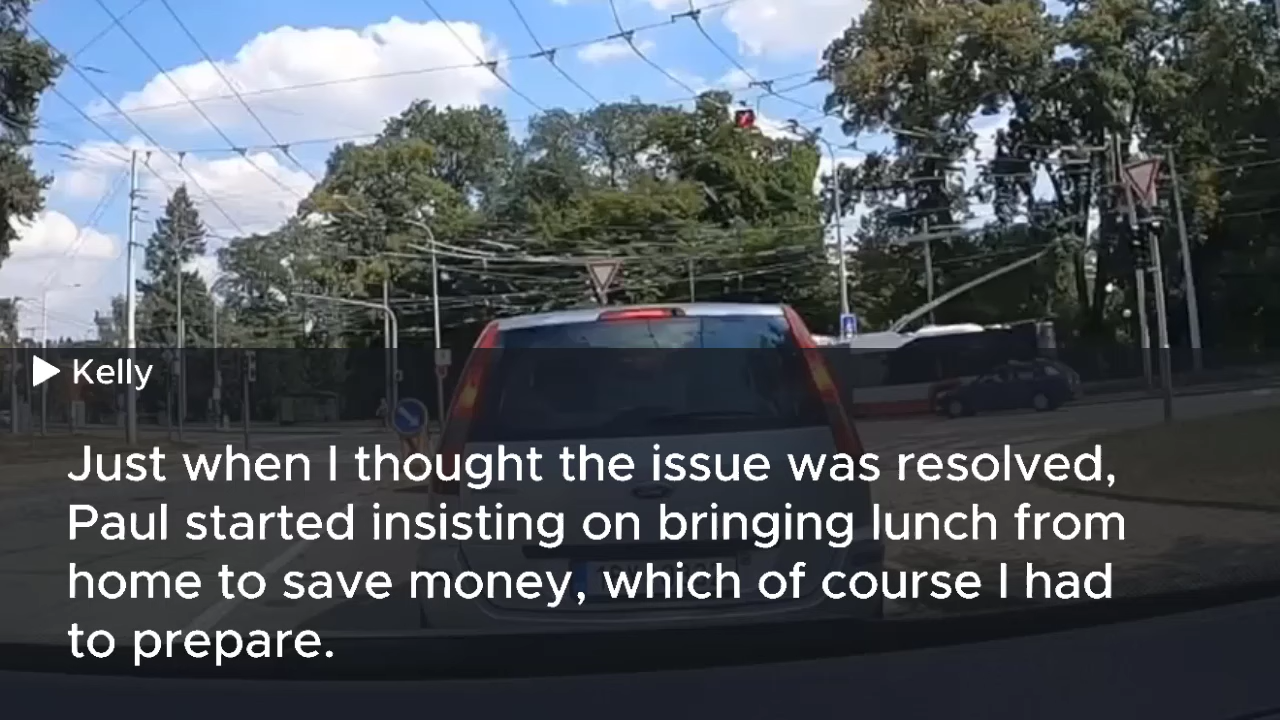 Kelly
Just when I thought the issue was resolved,
Paul started insisting on bringing lunch from
home to save money, which of course I had
to prepare.